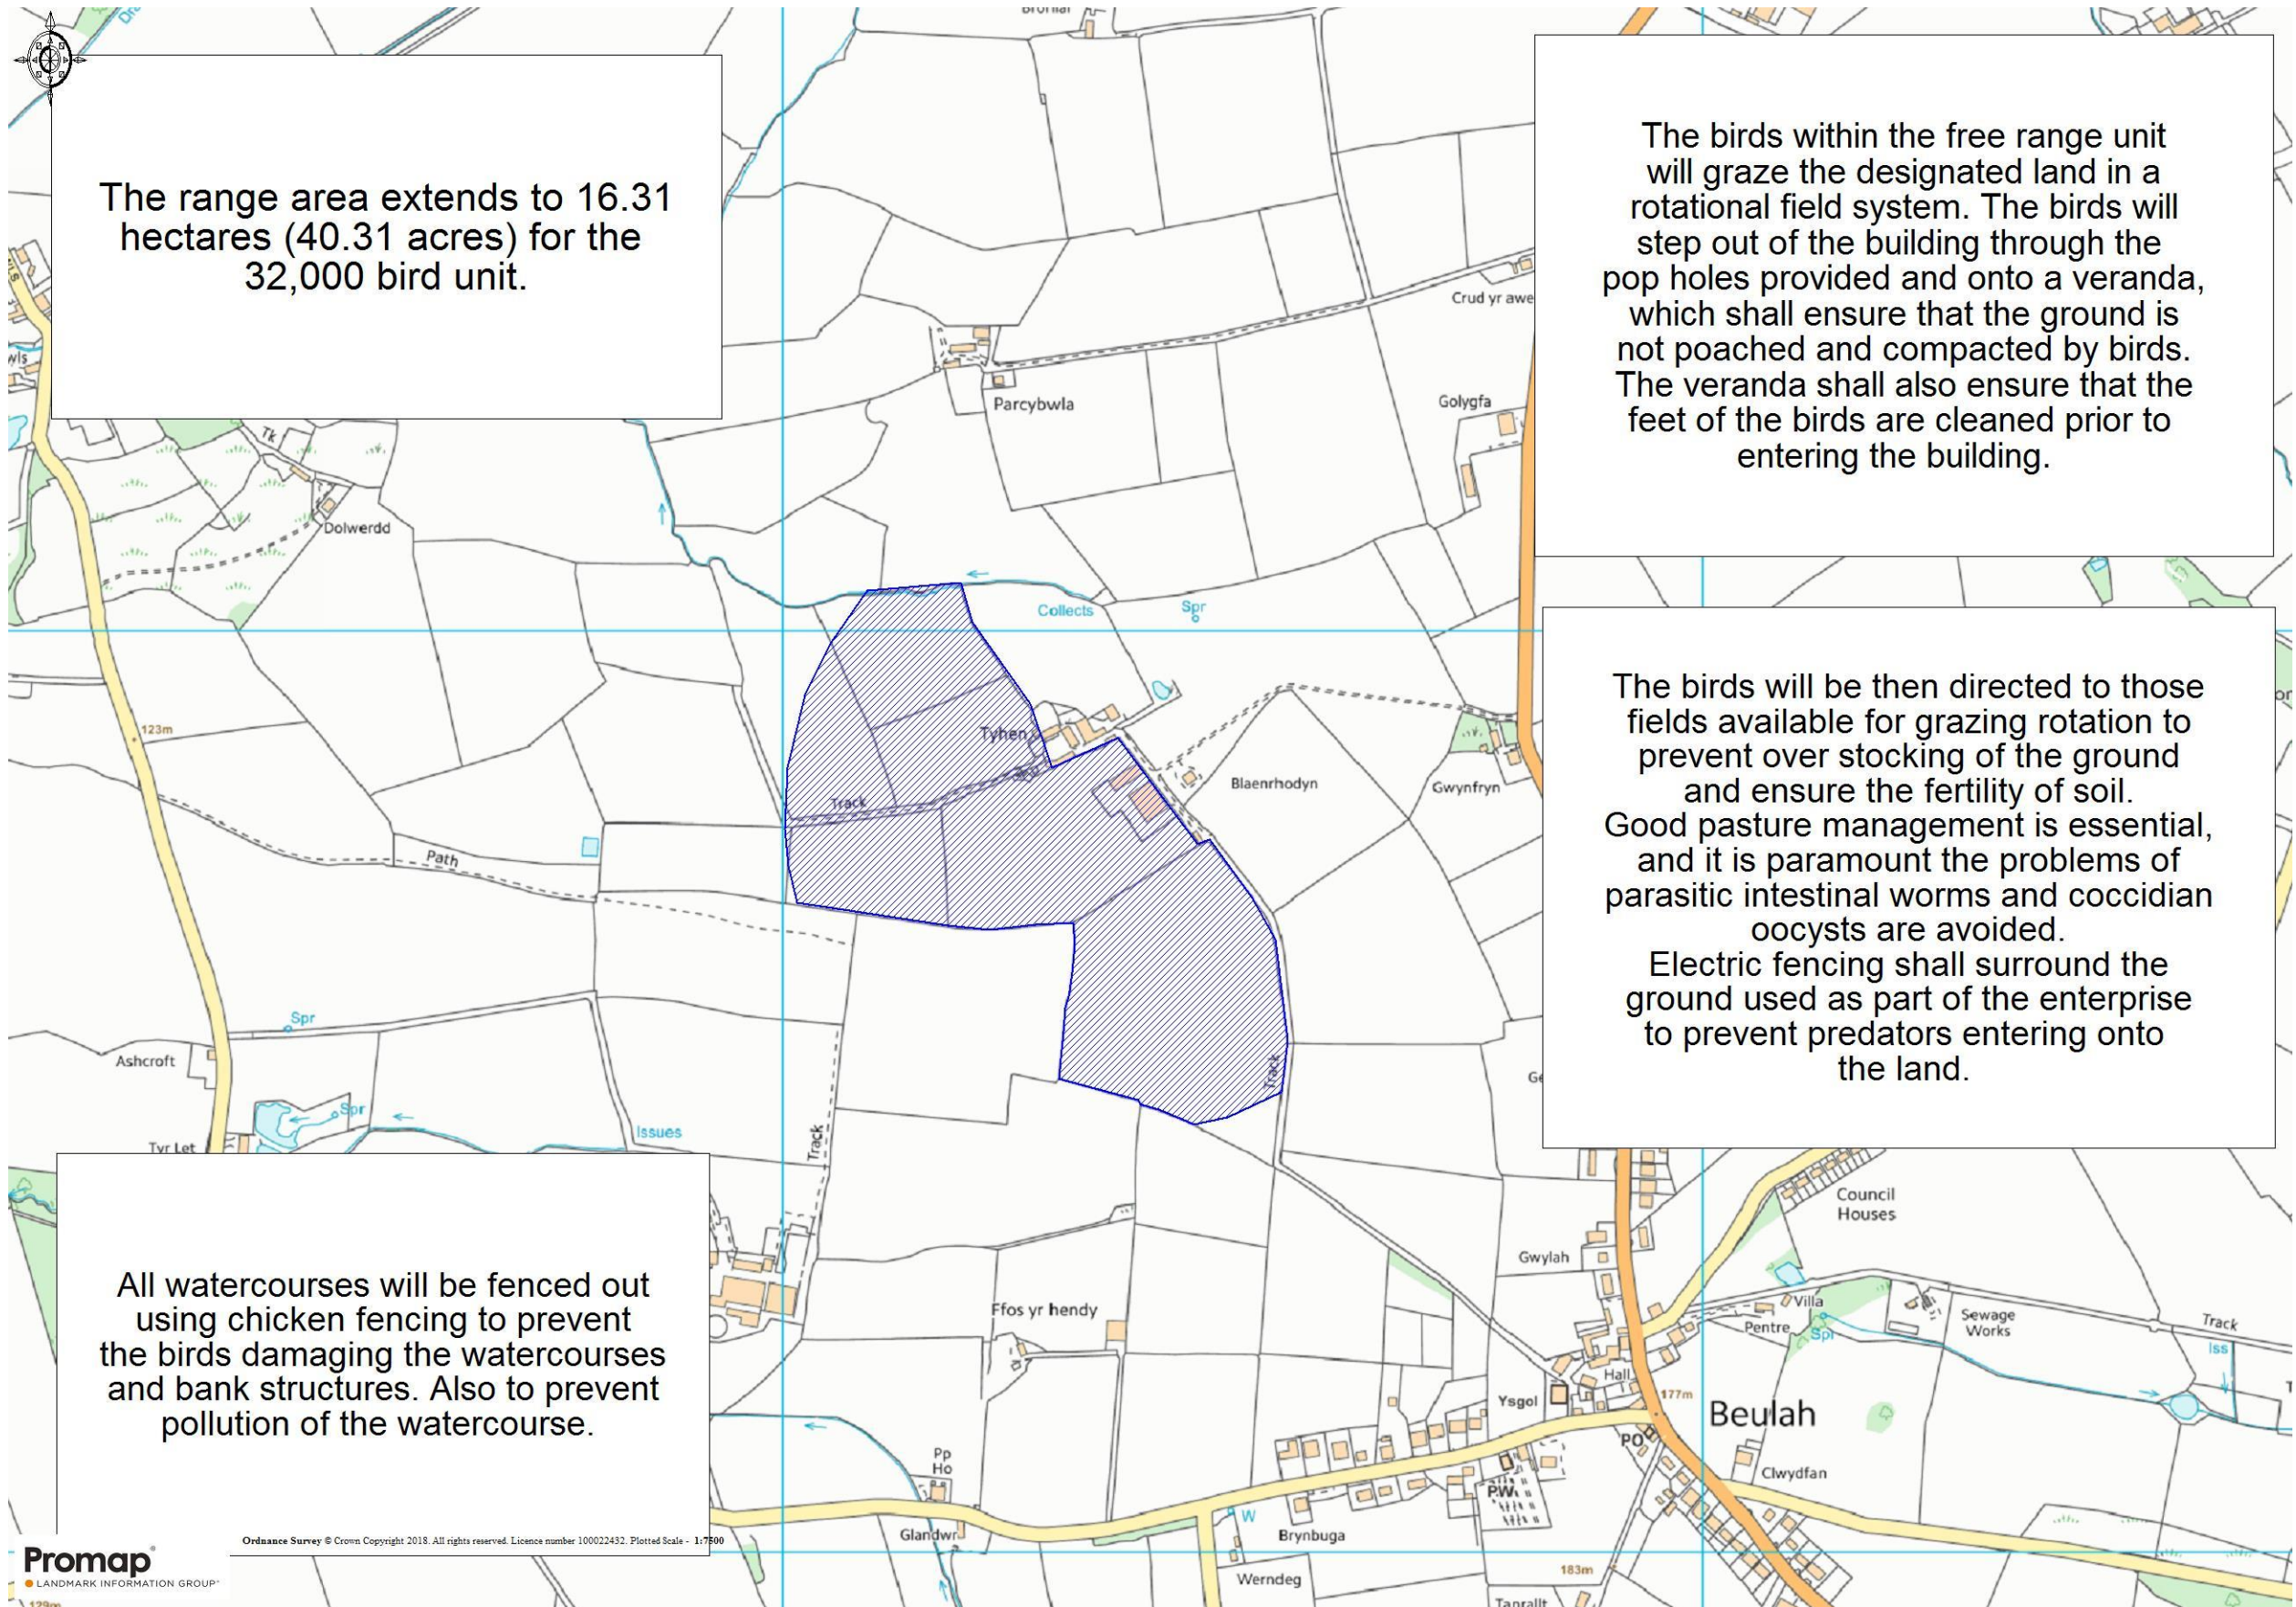 The range area extends to 16.31
hectares (40.31 acres) for the
32,000 bird unit.
The birds within the free range unit
will graze the designated land in a
rotational field system. The birds will
step out of the building through the
pop holes provided and onto a veranda,
which shall ensure that the ground is
not poached and compacted by birds.
The veranda shall also ensure that the
feet of the birds are cleaned prior to
entering the building.
Crud yr awe
Parcybwla
Golygfa
Tk
Dolwerdd
Collects
Spr
The birds will be then directed to those
fields available for grazing rotation to
prevent over stocking of the ground
and ensure the fertility of soil.
Good pasture management is essential,
and it is paramount the problems of
parasitic intestinal worms and coccidian
oocysts are avoided.
Electric fencing shall surround the
ground used as part of the enterprise
to prevent predators entering onto
the land.
123m
Tyhen
Blaenrhodyn
Gwynfryn
Track
Path
Spr
Ashcroft
Track
Spr
Issues
Tyr Let
Track
Council
Houses
Gwylah
All watercourses will be fenced out
using chicken fencing to prevent
the birds damaging the watercourses
and bank structures. Also to prevent
pollution of the watercourse.
Ffos yr hendy
Villa
Pentre
Spr
Sewage
Works
Track
Iss
Hall
Ysgol
177m
Beulah
PO
Pp
Ho
Clwydfan
PW
W
Glandwr
Brynbuga
Werndeg
183m
Tanrallt
Ordnance Survey © Crown Copyright 2018. All rights reserved. Licence number 100022432. Plotted Scale - 1:7500
Promap
LANDMARK INFORMATION GROUP
129m